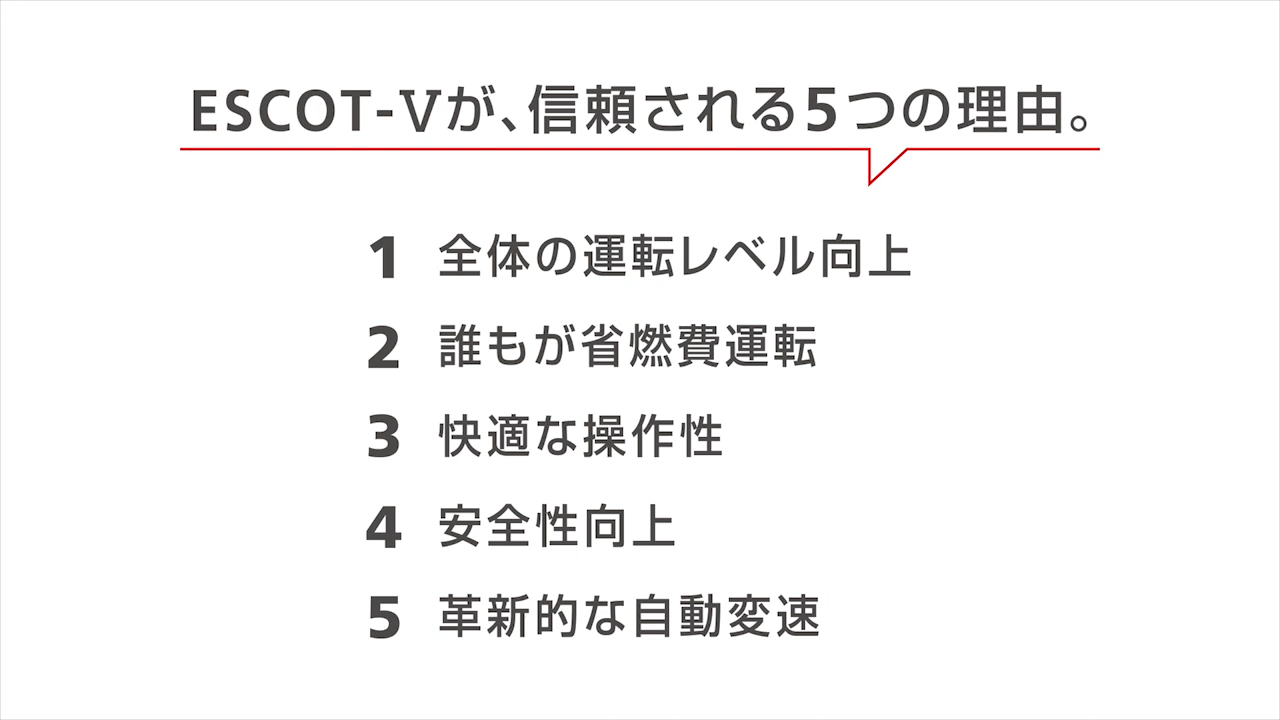 ESCOT-Ⅴが、信頼される5つの理由。
1 全体の運転レベル向上
2 誰もが省燃費運転
3 快適な操作性
4 安全性向上
5 革新的な自動変速